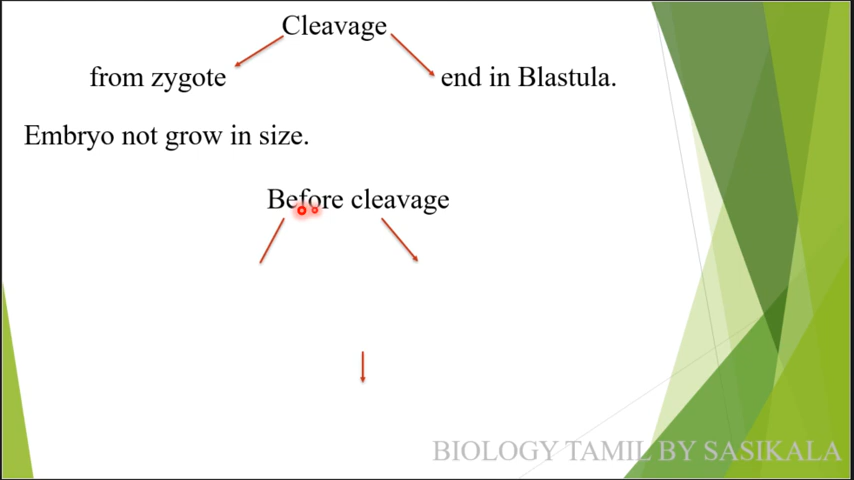 Cleavage
from zygote end in Blastula.
Embryo not grow in size.
Before cleavage
BIOLOGY TAMIL BY SASIKALA